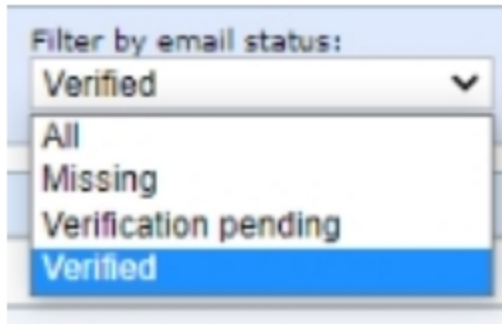 Filter by email status:
Verified
All
Missing
Verification pending
Verified